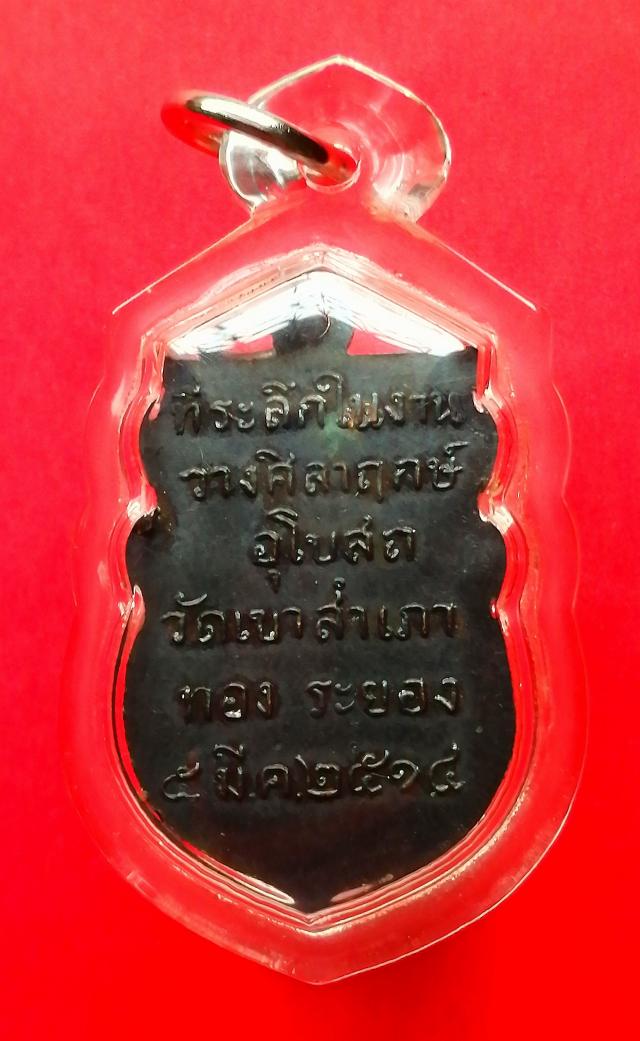 ที่ระลึกในงาน
วางศิลาฤกษ์
อุโบสถ
วัดเขาสำเภา
ทอง ระยอง
๕ มี.ค.๒๕๑๔